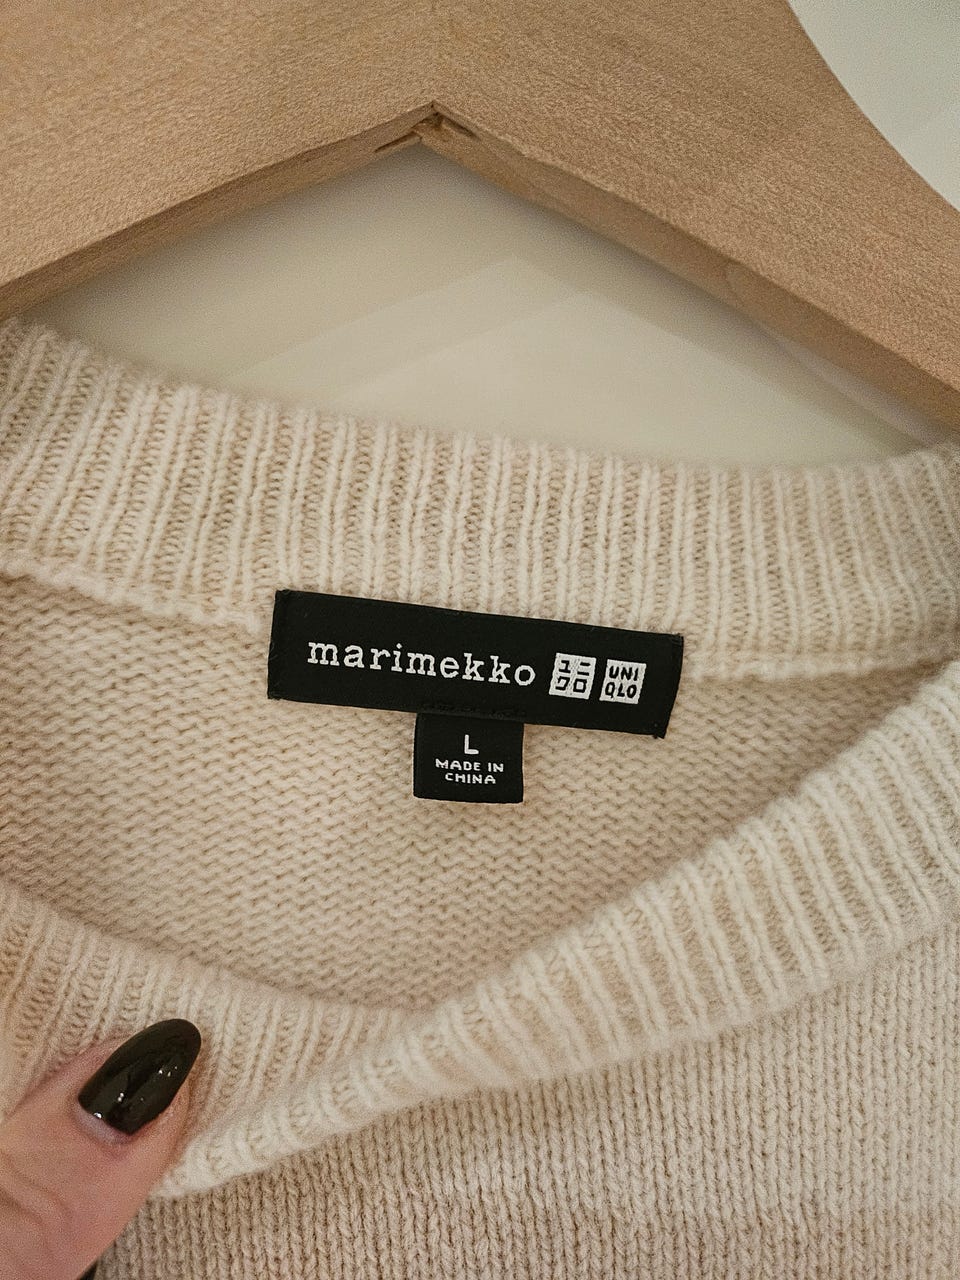 marimekko ユニクロ UNIQLO
L
MADE IN
CHINA